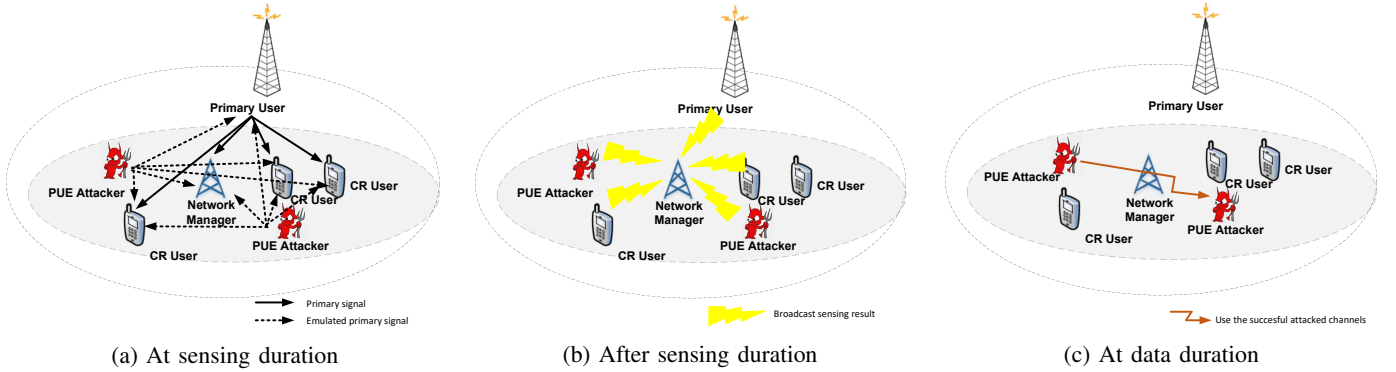 Primary User
PUE Attacker
CR User
CR User
Network
Manager
PUE Attacker
CR User
Primary signal
Emulated primary signal
(a) At sensing duration
Primary User
PUE Attacker
CR User
CR User
Network
Manager
PUE Attacker
CR User
Broadcast sensing result
(b) After sensing duration
Primary User
PUE Attacker
CR User
CR User
Network
Manager
PUE Attacker
CR User
Use the succesful attacked channels
(c) At data duration